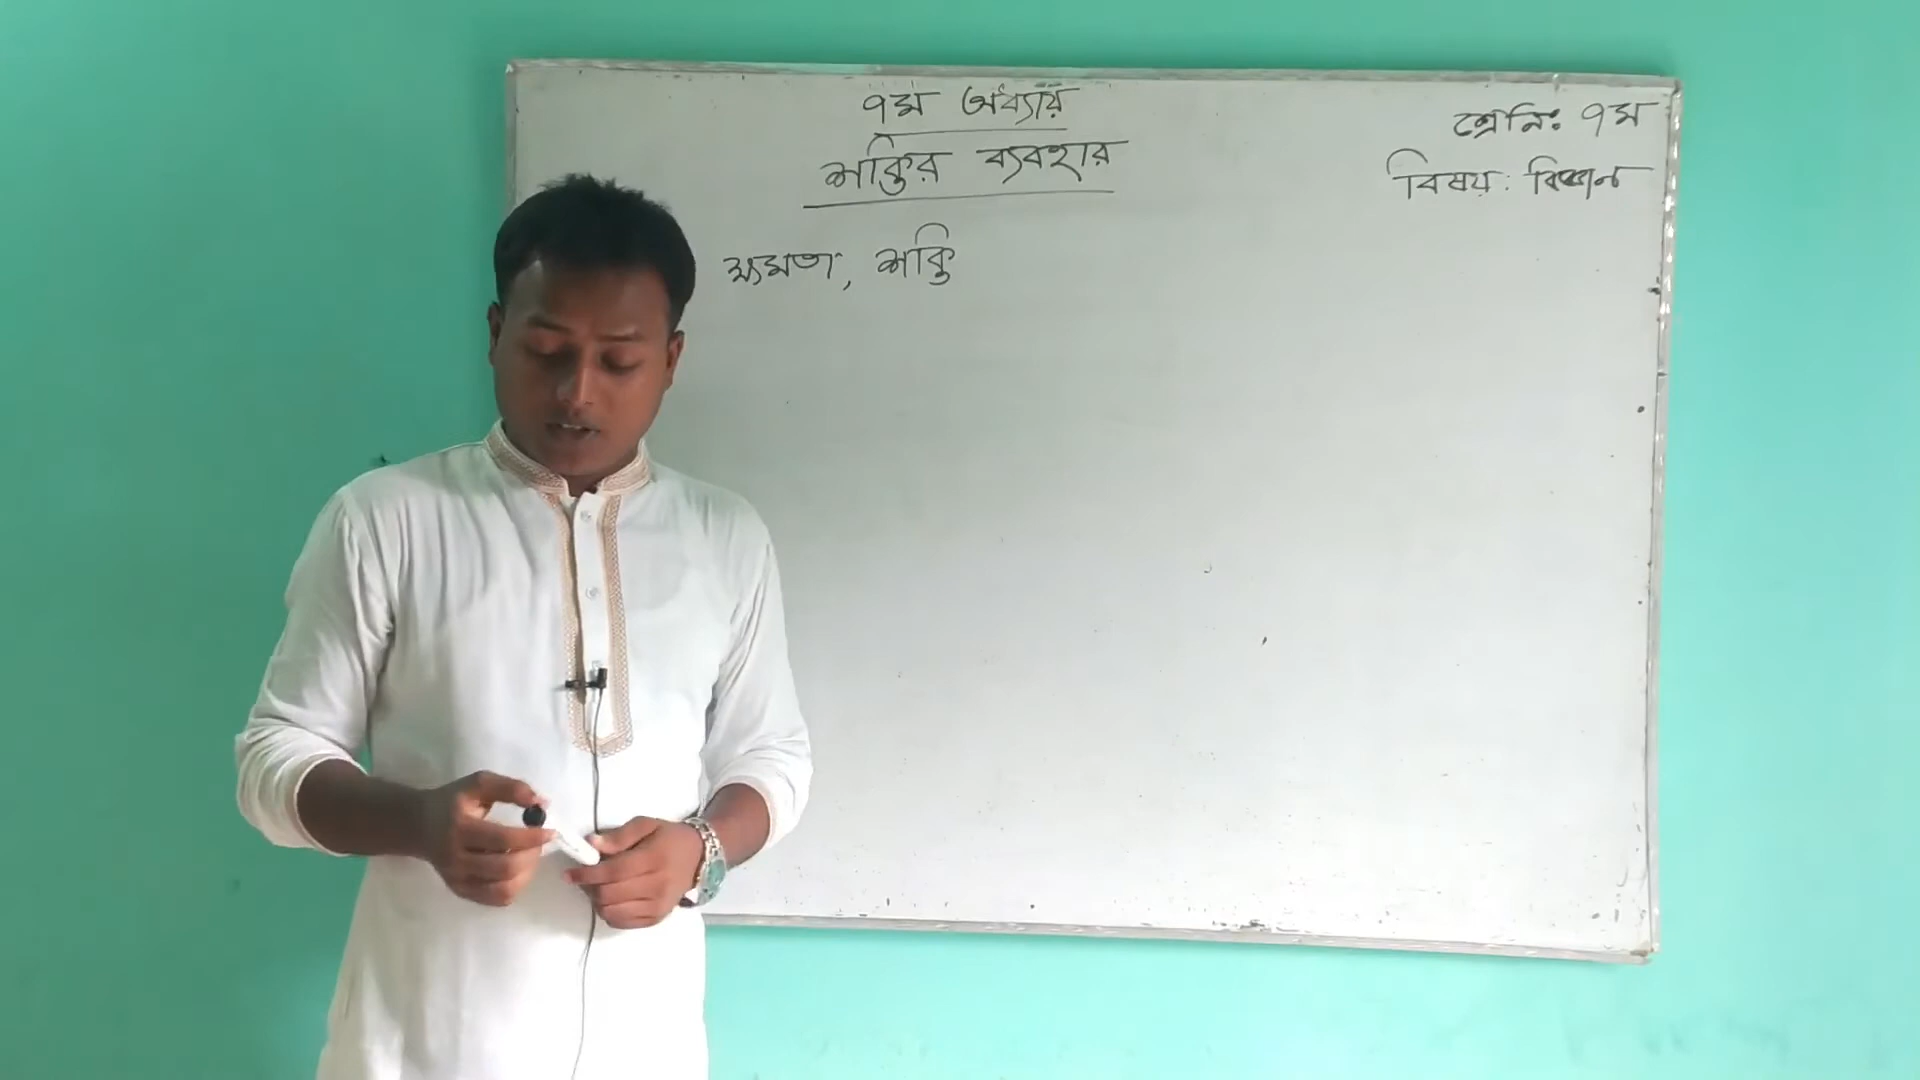 ৭ম অধ্যায়
শক্তির ব্যবহার
শ্রেনিঃ ৭ম
বিষয়: বিজ্ঞান
ক্ষমতা, শক্তি